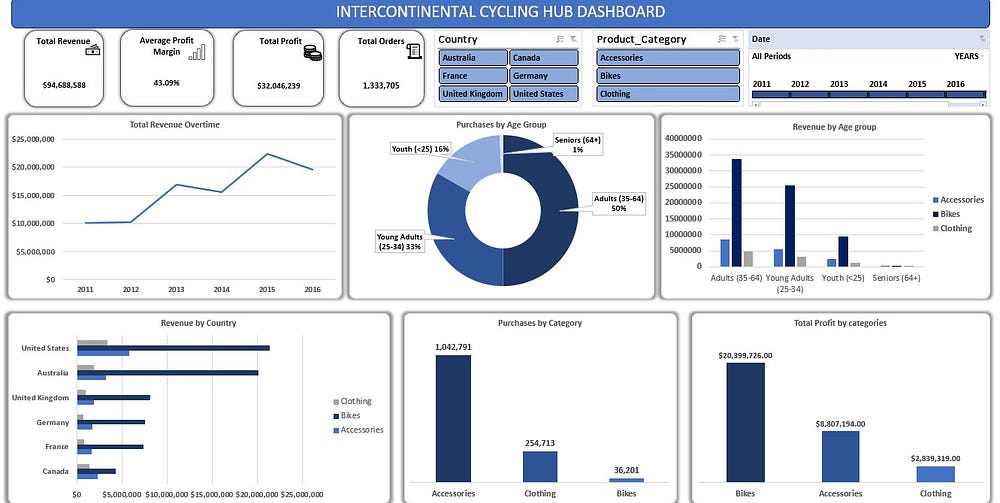 INTERCONTINENTAL CYCLING HUB DASHBOARD
Total Revenue
$94,688,588
Average Profit
Margin
43.09%
Total Profit
$32,046,239
Total Orders
1,333,705
Country
Australia
Canada
France
Germany
United Kingdom
United States
Product_Category
Accessories
Bikes
Clothing
Date
All Periods
YEARS
2011 2012 2013 2014 2015 2016
Total Revenue Overtime
$25,000,000
$20,000,000
$15,000,000
$10,000,000
$5,000,000
$0
2011 2012 2013 2014 2015 2016
Purchases by Age Group
Seniors (64+)
1%
Youth (<25) 16%
Adults (35-64)
50%
Young Adults
(25-34) 33%
Revenue by Age group
40000000
35000000
30000000
25000000
20000000
15000000
10000000
5000000
0
Adults (35-64) Young Adults Youth (<25) Seniors (64+)
(25-34)
Accessories
Bikes
Clothing
Revenue by Country
United States
Australia
United Kingdom
Germany
France
Canada
$0 $5,000,000 $10,000,000 $15,000,000 $20,000,000 $25,000,000
Clothing
Bikes
Accessories
Purchases by Category
1,042,791
254,713
36,201
Accessories Clothing Bikes
Total Profit by categories
$20,399,726.00
$8,807,194.00
$2,839,319.00
Bikes Accessories Clothing